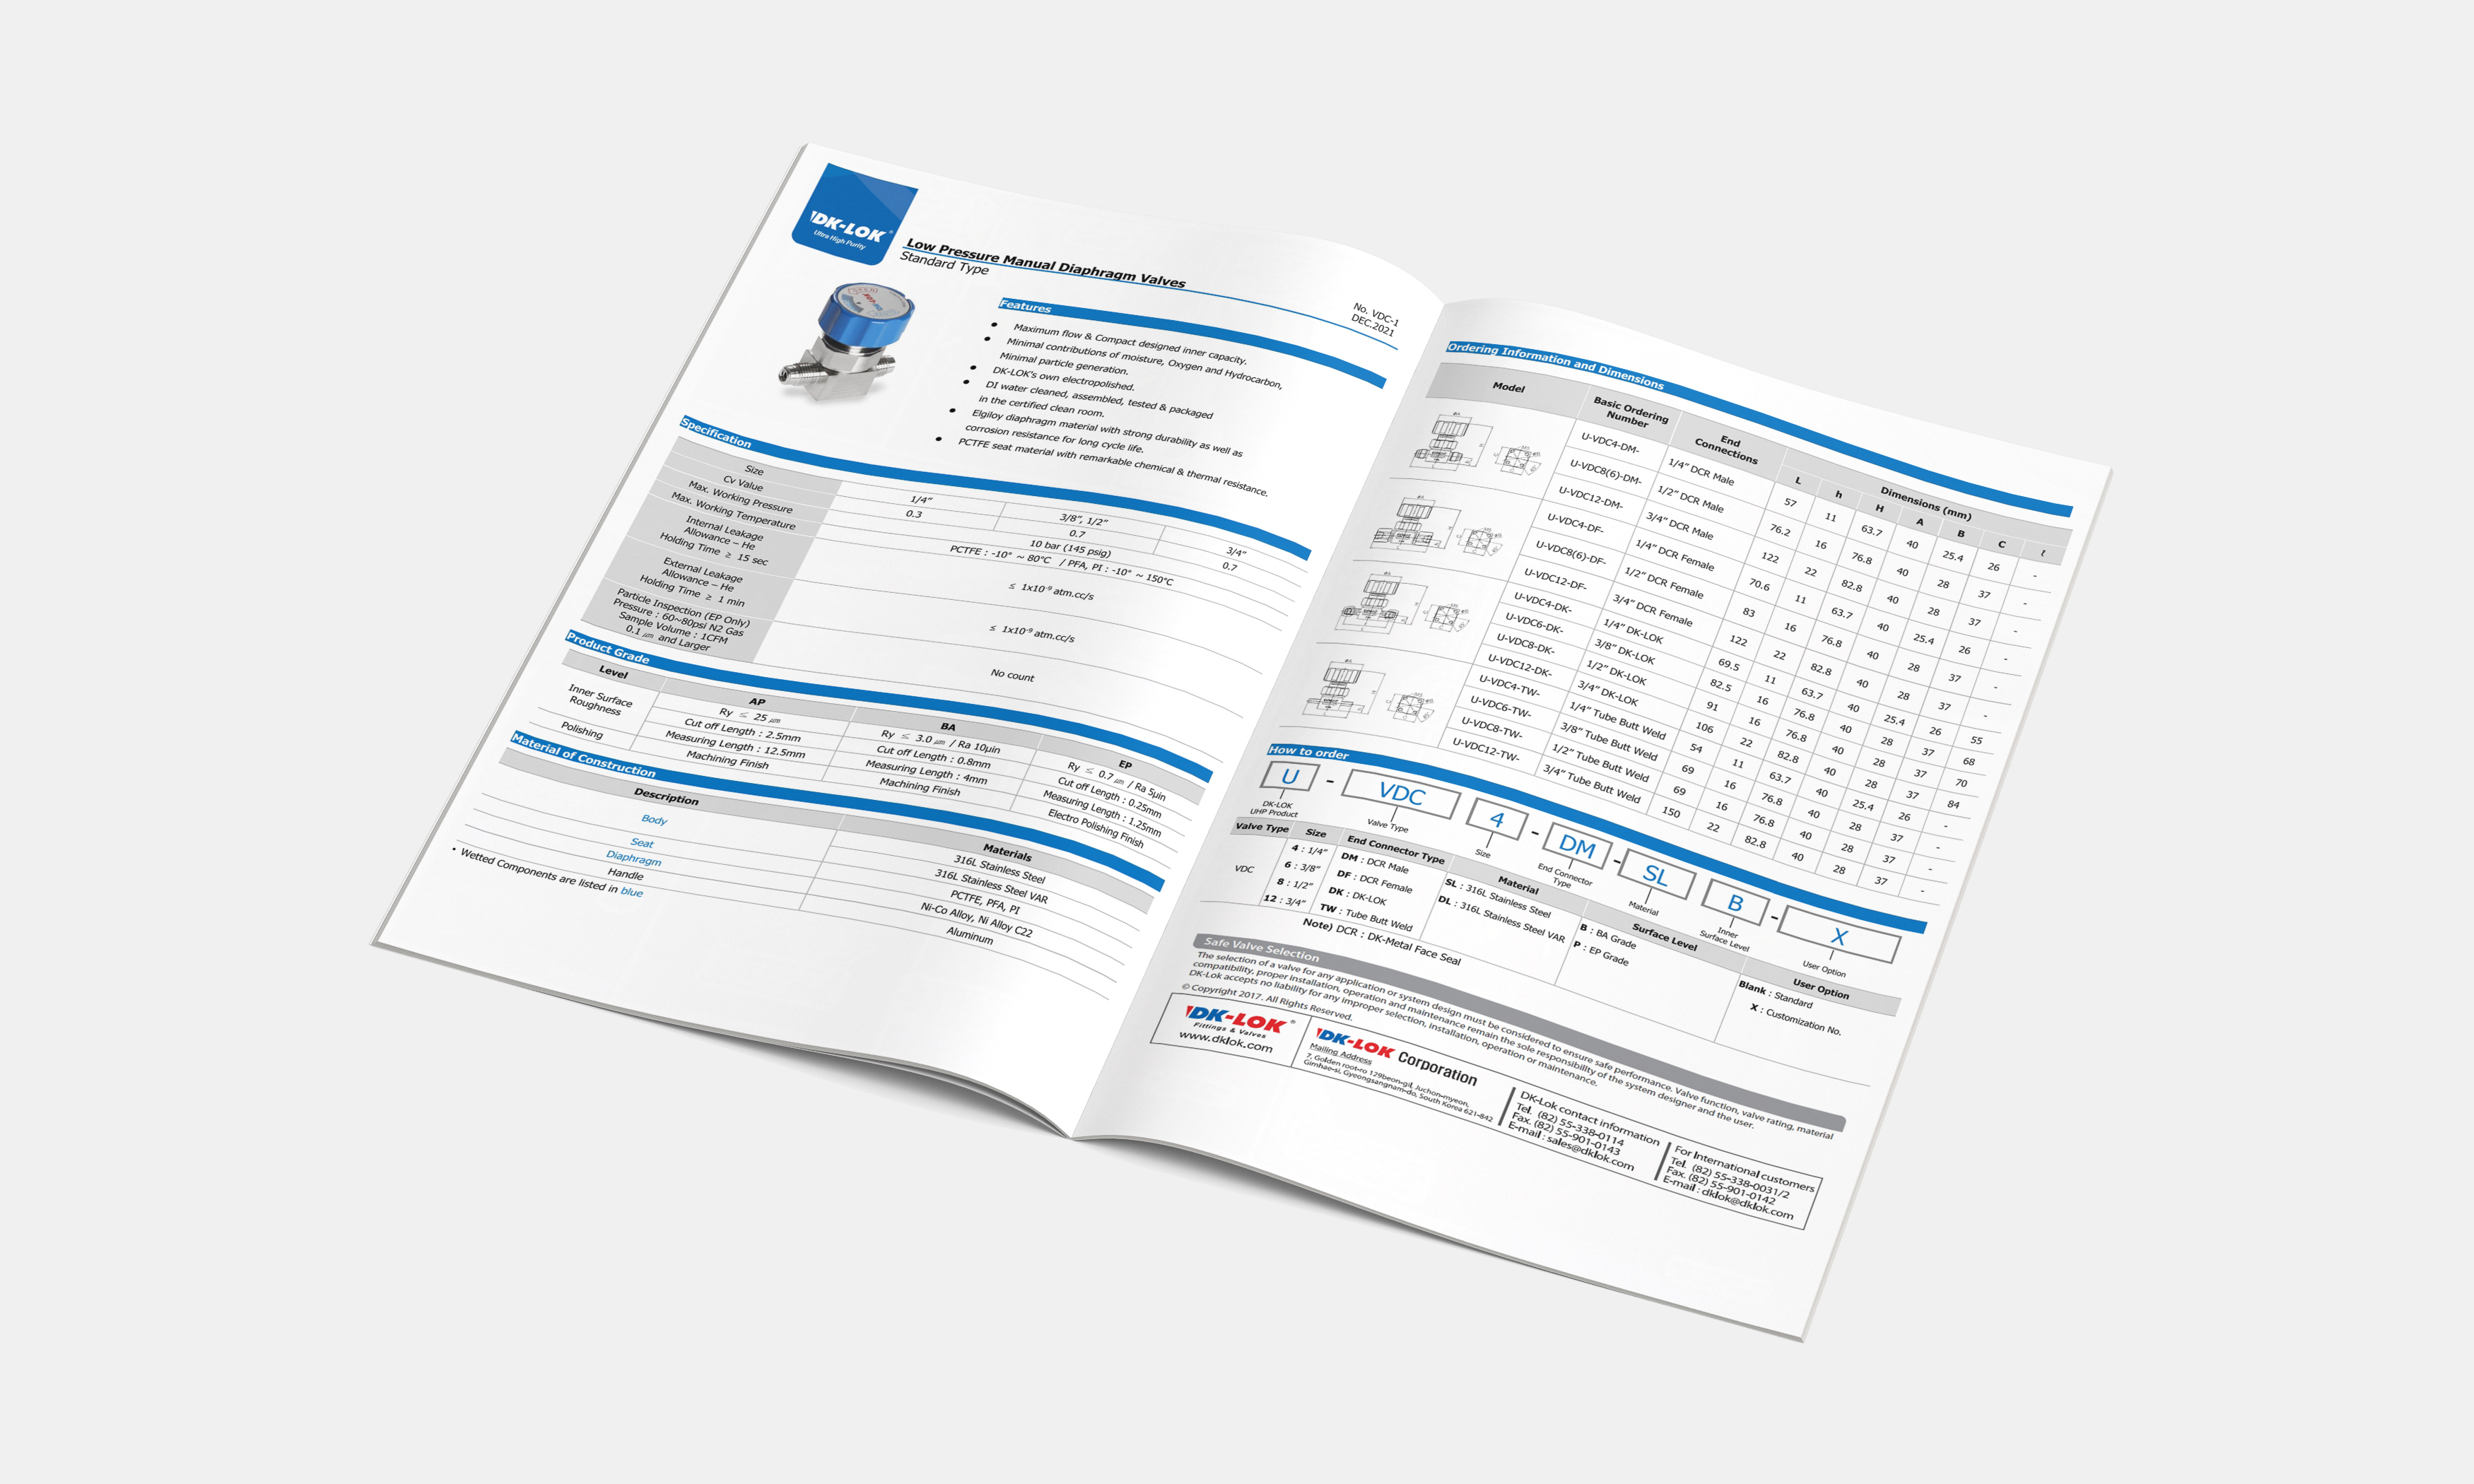 DK-LOK®
Ultra High Purity
Low Pressure Manual Diaphragm Valves
Standard Type
No. VDC-1
DEC.2021
Features
● Maximum flow & Compact designed inner capacity.
● Minimal contributions of moisture, Oxygen and Hydrocarbon,
Minimal particle generation.
● DK-LOK's own electropolished.
● DI water cleaned, assembled, tested & packaged
in the certified clean room.
● Elgiloy diaphragm material with strong durability as well as
corrosion resistance for long cycle life.
● PCTFE seat material with remarkable chemical & thermal resistance.
Specification
Size 1/4" 3/8", 1/2" 3/4"
Cv Value 0.3 0.7 0.7
Max. Working Pressure 10 bar (145 psig)
Max. Working Temperature PCTFE : -10° ~ 80°C / PFA, PI : -10° ~ 150°C
Internal Leakage
Allowance – He
Holding Time ≥ 15 sec
≤ 1x10⁻⁹ atm.cc/s
External Leakage
Allowance – He
Holding Time ≥ 1 min
≤ 1x10⁻⁹ atm.cc/s
Particle Inspection (EP Only)
Pressure : 60~80psi N2 Gas
Sample Volume : 1CFM
0.1 ㎛ and Larger
No count
Product Grade
Level AP BA EP
Inner Surface
Roughness
Ry ≤ 25 ㎛ Ry ≤ 3.0 ㎛ / Ra 10μin Ry ≤ 0.7 ㎛ / Ra 5μin
Cut off Length : 2.5mm Cut off Length : 0.8mm Cut off Length : 0.25mm
Measuring Length : 12.5mm Measuring Length : 4mm Measuring Length : 1.25mm
Polishing Machining Finish Machining Finish Electro Polishing Finish
Material of Construction
Description Materials
Body 316L Stainless Steel
316L Stainless Steel VAR
Seat PCTFE, PFA, PI
Diaphragm Ni-Co Alloy, Ni Alloy C22
Handle Aluminum
• Wetted Components are listed in blue
Ordering Information and Dimensions
Model Basic Ordering Number End Connections Dimensions (mm)
L h H A B C ℓ
U-VDC4-DM- 1/4" DCR Male 57 11 63.7 40 25.4 26 -
U-VDC8(6)-DM- 1/2" DCR Male 76.2 16 76.8 40 28 37 -
U-VDC12-DM- 3/4" DCR Male 122 22 82.8 40 28 37 -
U-VDC4-DF- 1/4" DCR Female 70.6 11 63.7 40 25.4 26 -
U-VDC8(6)-DF- 1/2" DCR Female 83 16 76.8 40 28 37 -
U-VDC12-DF- 3/4" DCR Female 122 22 82.8 40 28 37 -
U-VDC4-DK- 1/4" DK-LOK 69.5 11 63.7 40 25.4 26 55
U-VDC6-DK- 3/8" DK-LOK 82.5 16 76.8 40 28 37 68
U-VDC8-DK- 1/2" DK-LOK 91 16 76.8 40 28 37 70
U-VDC12-DK- 3/4" DK-LOK 106 22 82.8 40 28 37 84
U-VDC4-TW- 1/4" Tube Butt Weld 54 11 63.7 40 25.4 26 -
U-VDC6-TW- 3/8" Tube Butt Weld 69 16 76.8 40 28 37 -
U-VDC8-TW- 1/2" Tube Butt Weld 69 16 76.8 40 28 37 -
U-VDC12-TW- 3/4" Tube Butt Weld 150 22 82.8 40 28 37 -
How to order
U - VDC 4 - DM - SL B - X
DK-LOK
UHP Product
Valve Type
Size
End Connector
Type
Material
Inner
Surface Level
User Option
Valve Type Size End Connector Type Material Surface Level User Option
VDC
4 : 1/4"
6 : 3/8"
8 : 1/2"
12 : 3/4"
DM : DCR Male
DF : DCR Female
DK : DK-LOK
TW : Tube Butt Weld
SL : 316L Stainless Steel
DL : 316L Stainless Steel VAR
B : BA Grade
P : EP Grade
Blank : Standard
X : Customization No.
Note) DCR : DK-Metal Face Seal
Safe Valve Selection
The selection of a valve for any application or system design must be considered to ensure safe performance. Valve function, valve rating, material
compatibility, proper installation, operation and maintenance remain the sole responsibility of the system designer and the user.
DK-Lok accepts no liability for any improper selection, installation, operation or maintenance.
© Copyright 2017. All Rights Reserved.
DK-LOK®
Fittings & Valves
www.dklok.com
DK-LOK Corporation
Mailing Address
7, Golden root-ro 129beon-gil, Juchon-myeon,
Gimhae-si, Gyeongsangnam-do, South Korea 621-842
DK-Lok contact information
Tel. (82) 55-338-0114
Fax. (82) 55-901-0143
E-mail : sales@dklok.com
For International customers
Tel. (82) 55-338-0031/2
Fax. (82) 55-901-0142
E-mail : dklok@dklok.com